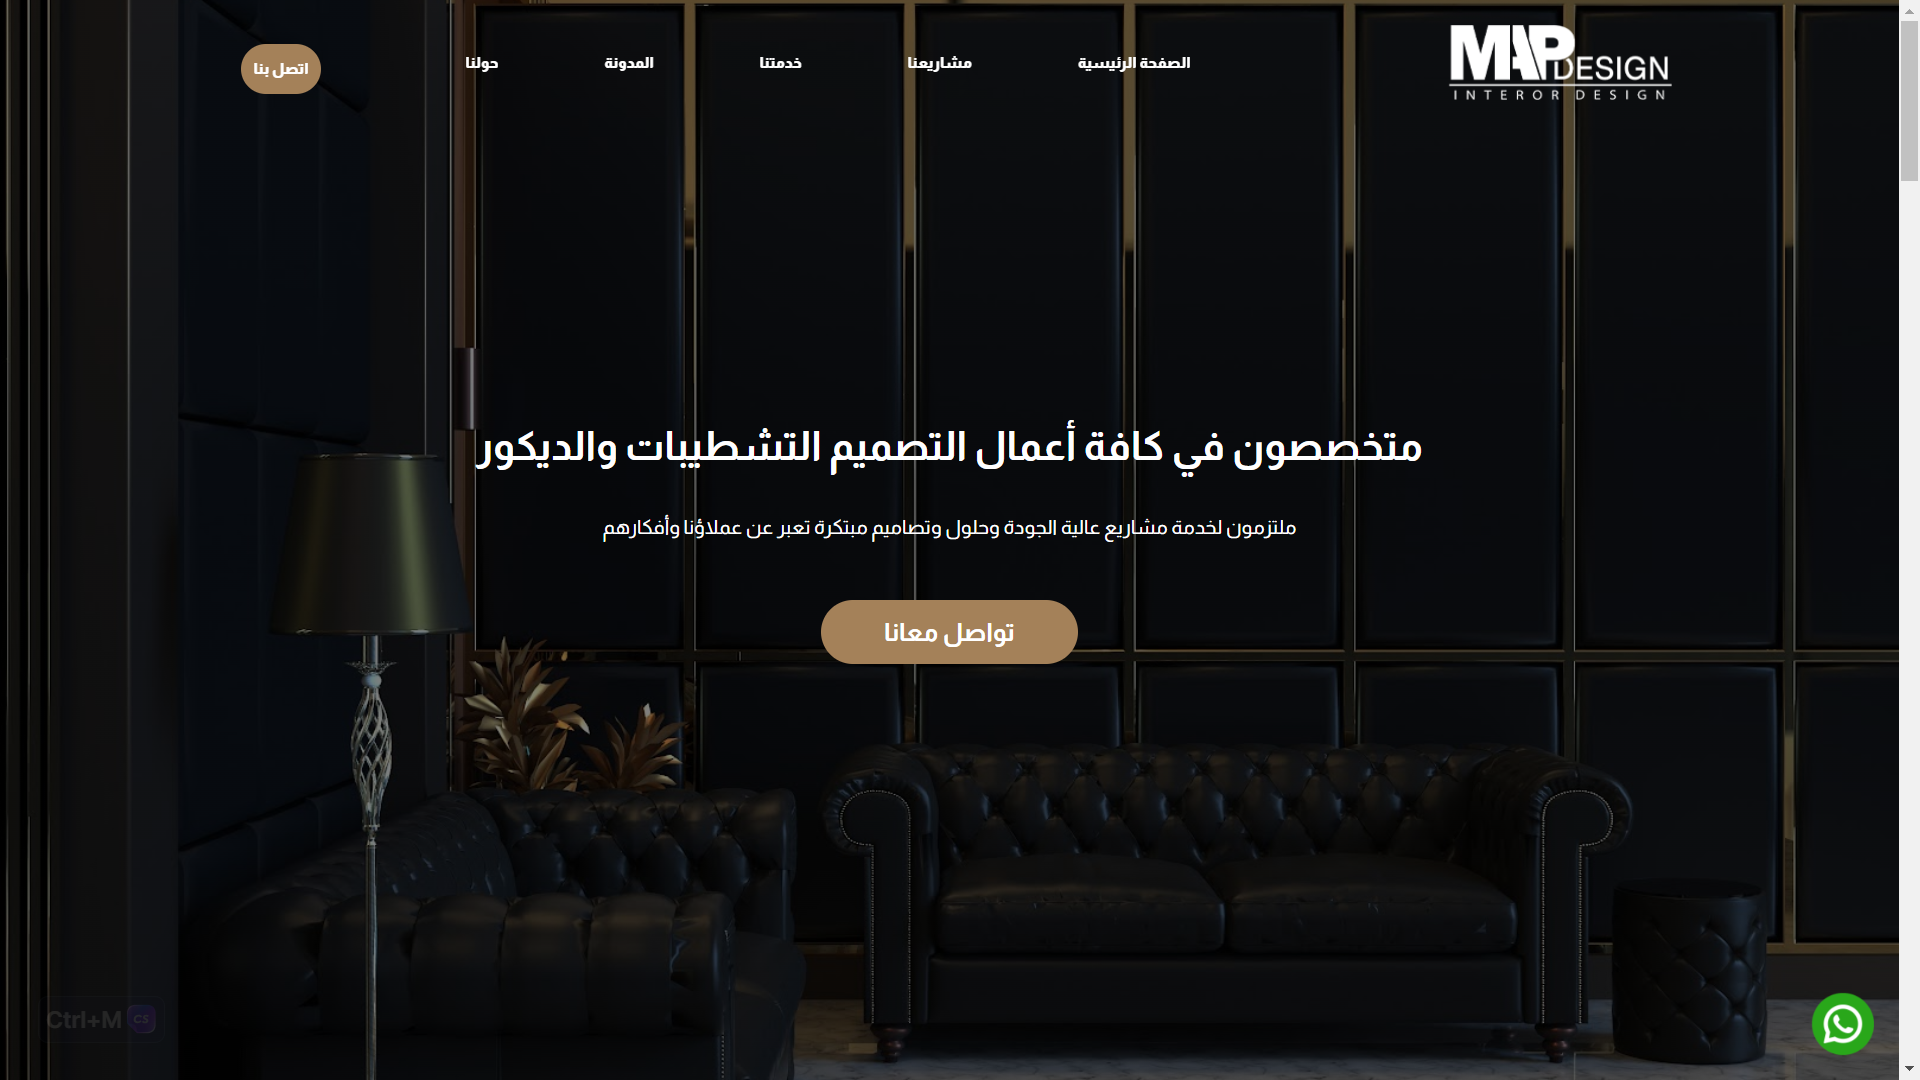 MAP DESIGN
INTEROR DESIGN
الصفحة الرئيسية
مشاريعنا
خدمتنا
المدونة
حولنا
اتصل بنا
متخصصون في كافة أعمال التصميم التشطيبات والديكور
ملتزمون لخدمة مشاريع عالية الجودة وحلول وتصاميم مبتكرة تعبر عن عملاؤنا وأفكارهم
تواصل معانا
Ctrl+M CS